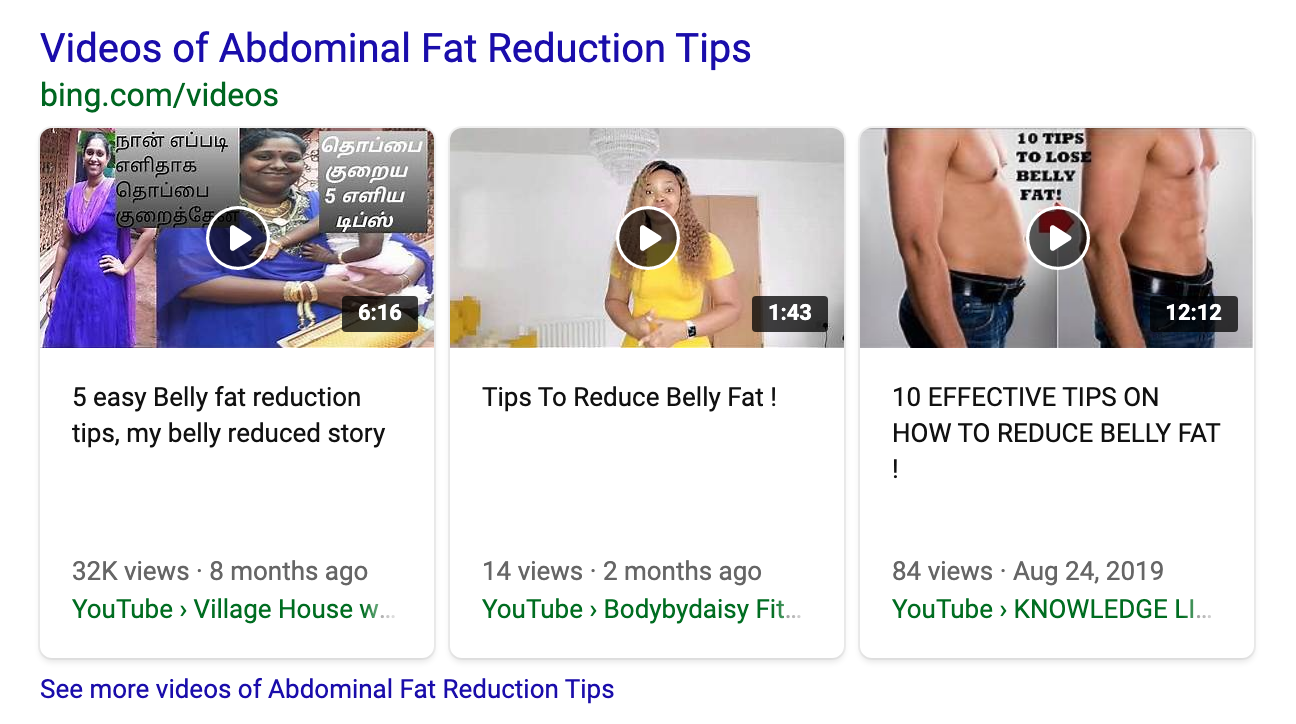 Videos of Abdominal Fat Reduction Tips
bing.com/videos
நான் எப்படி
எளிதாக
தொப்பை
குறைத்தேன்
தொப்பை
குறைய
5 எளிய
டிப்ஸ்
6:16
5 easy Belly fat reduction
tips, my belly reduced story
32K views · 8 months ago
YouTube › Village House w...
1:43
Tips To Reduce Belly Fat !
14 views · 2 months ago
YouTube › Bodybydaisy Fit...
10 TIPS
TO LOSE
BELLY
FAT!
12:12
10 EFFECTIVE TIPS ON
HOW TO REDUCE BELLY FAT
!
84 views · Aug 24, 2019
YouTube › KNOWLEDGE LI...
See more videos of Abdominal Fat Reduction Tips